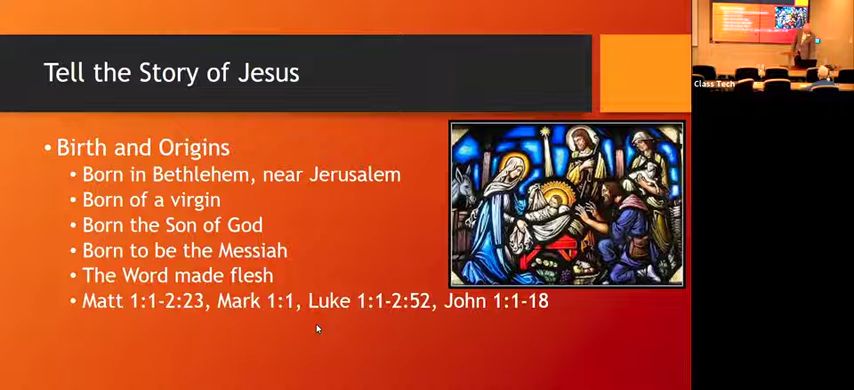 Tell the Story of Jesus
• Birth and Origins
• Born in Bethlehem, near Jerusalem
• Born of a virgin
• Born the Son of God
• Born to be the Messiah
• The Word made flesh
• Matt 1:1-2:23, Mark 1:1, Luke 1:1-2:52, John 1:1-18
Class Tech